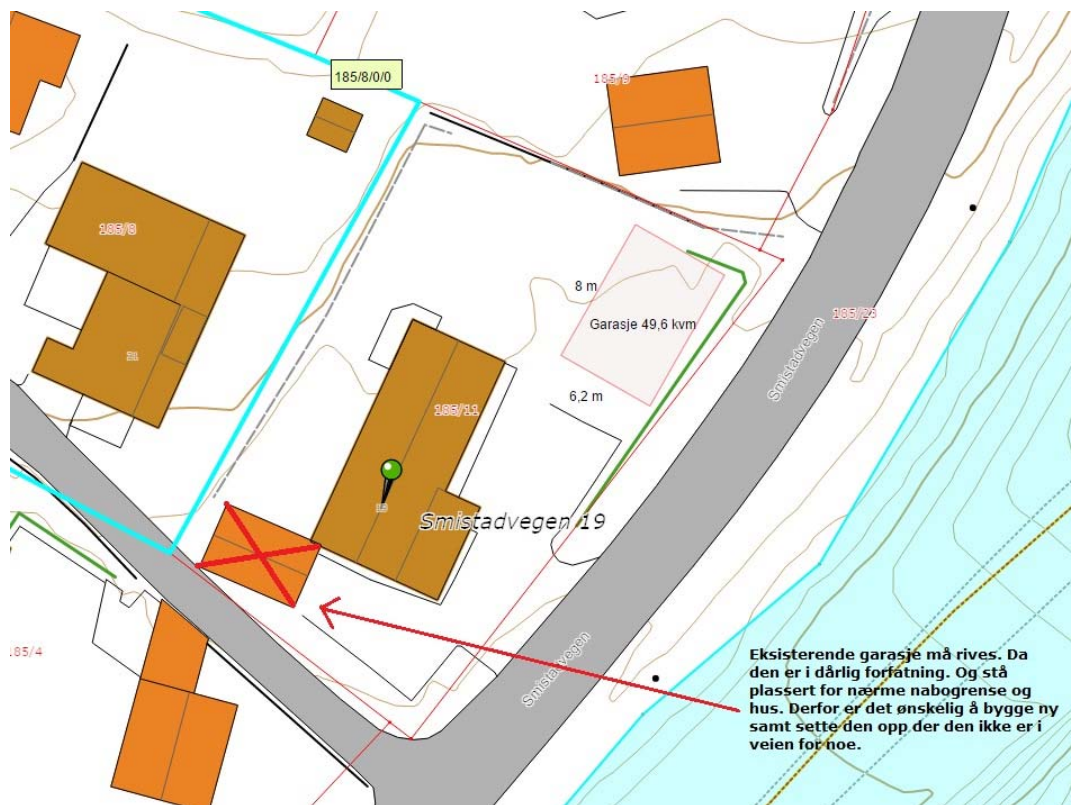 185/8/0/0
185/9
185/8
8 m
185/23
Garasje 49,6 kvm
Smistadvegen
21
6,2 m
185/11
19
Smistadvegen 19
185/4
Smistadvegen
Eksisterende garasje må rives. Da
den er i dårlig forfatning. Og stå
plassert for nærme nabogrense og
hus. Derfor er det ønskelig å bygge ny
samt sette den opp der den ikke er i
veien for noe.